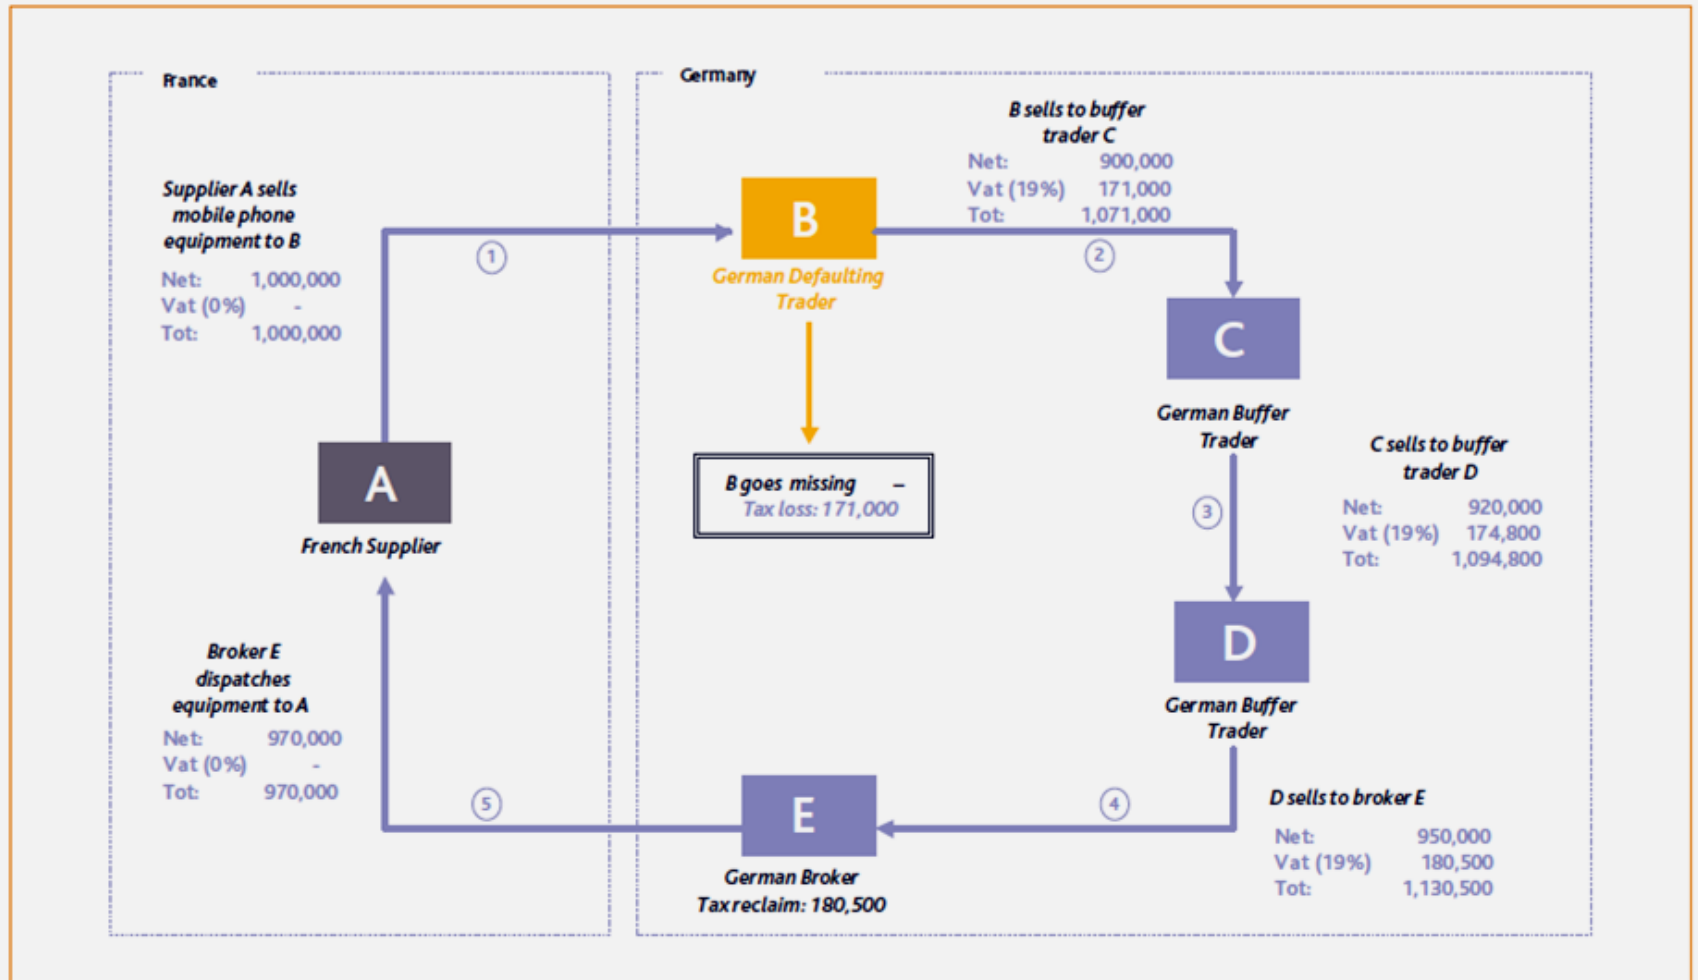 France
Germany
Supplier A sells
mobile phone
equipment to B
Net: 1,000,000
Vat (0%) -
Tot: 1,000,000
1
B
German Defaulting
Trader
B sells to buffer
trader C
Net: 900,000
Vat (19%) 171,000
Tot: 1,071,000
2
C
German Buffer
Trader
B goes missing –
Tax loss: 171,000
A
French Supplier
C sells to buffer
trader D
Net: 920,000
Vat (19%) 174,800
Tot: 1,094,800
3
D
German Buffer
Trader
Broker E
dispatches
equipment to A
Net: 970,000
Vat (0%) -
Tot: 970,000
5
E
German Broker
Tax reclaim: 180,500
4
D sells to broker E
Net: 950,000
Vat (19%) 180,500
Tot: 1,130,500